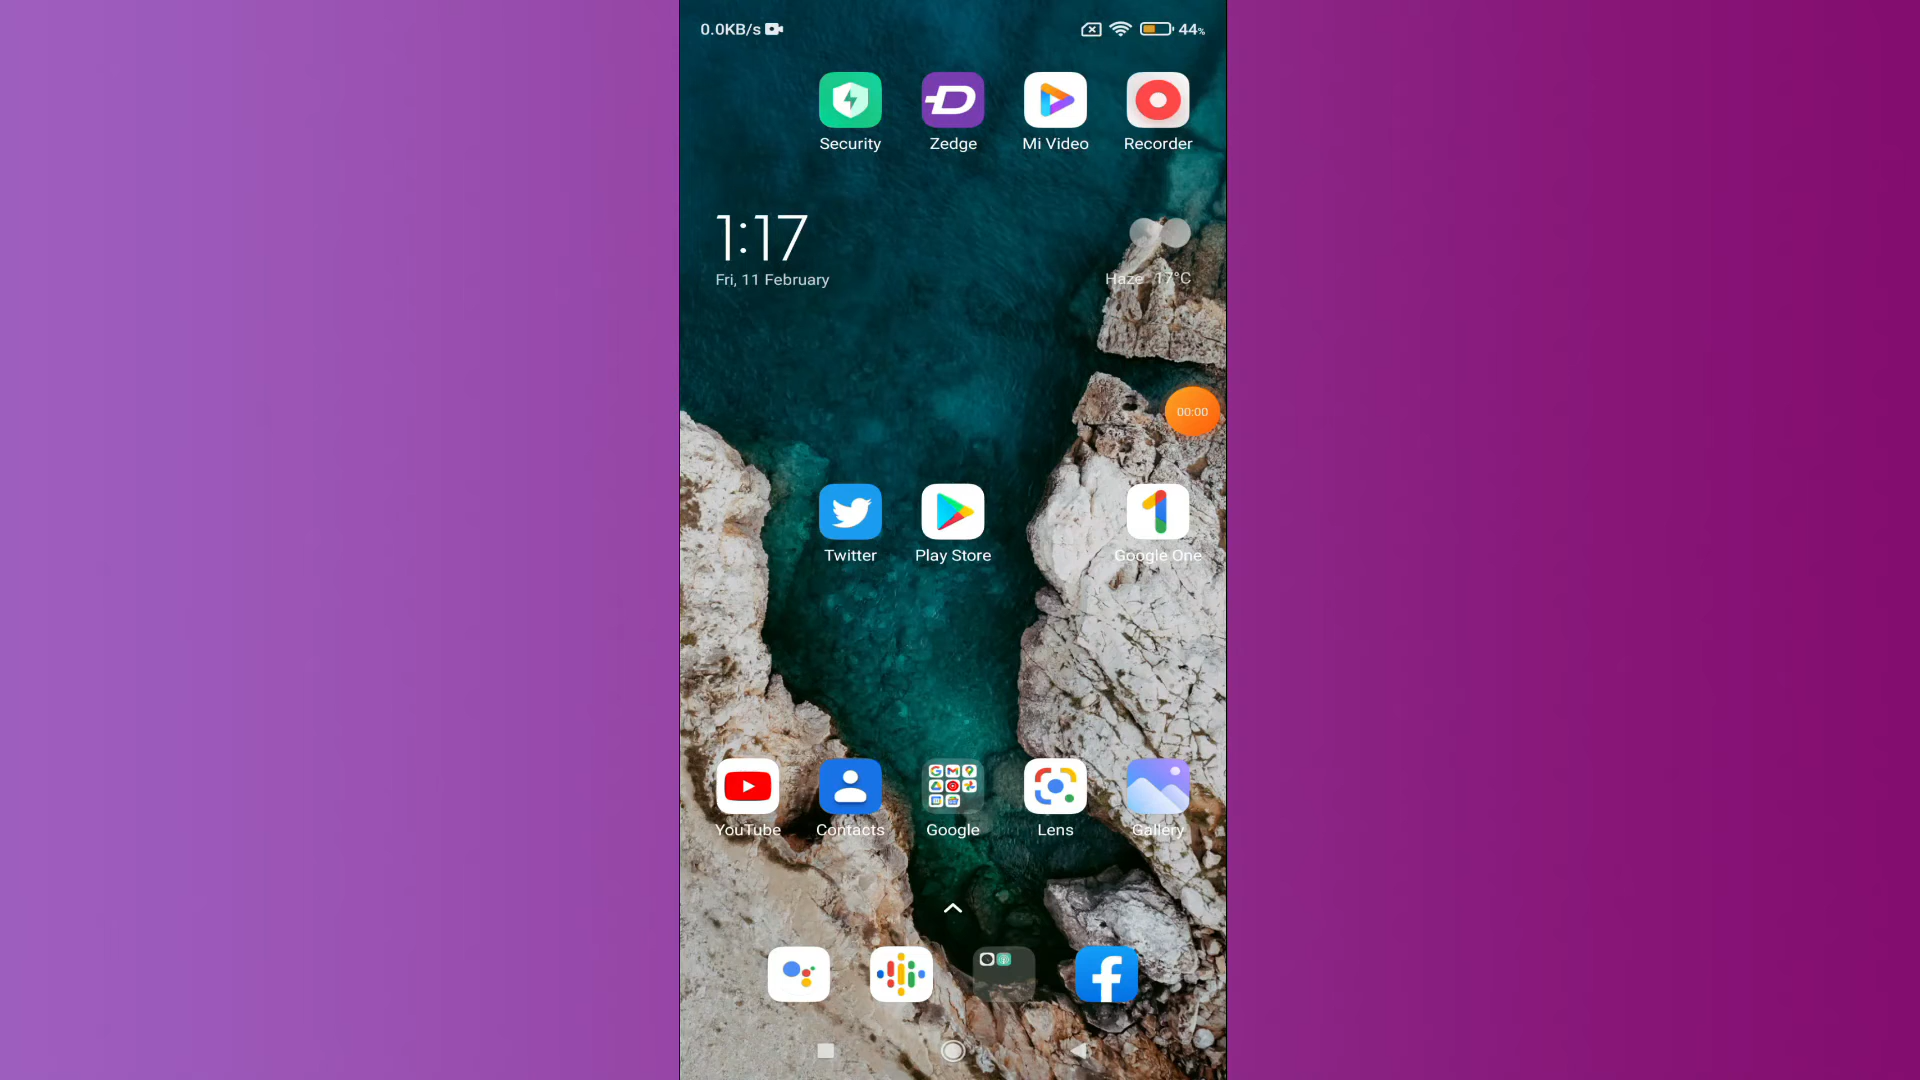 0.0KB/s
44%
Security
Zedge
Mi Video
Recorder
1:17
Fri, 11 February
Haze 17°C
00:00
Twitter
Play Store
Google One
YouTube
Contacts
Google
Lens
Gallery